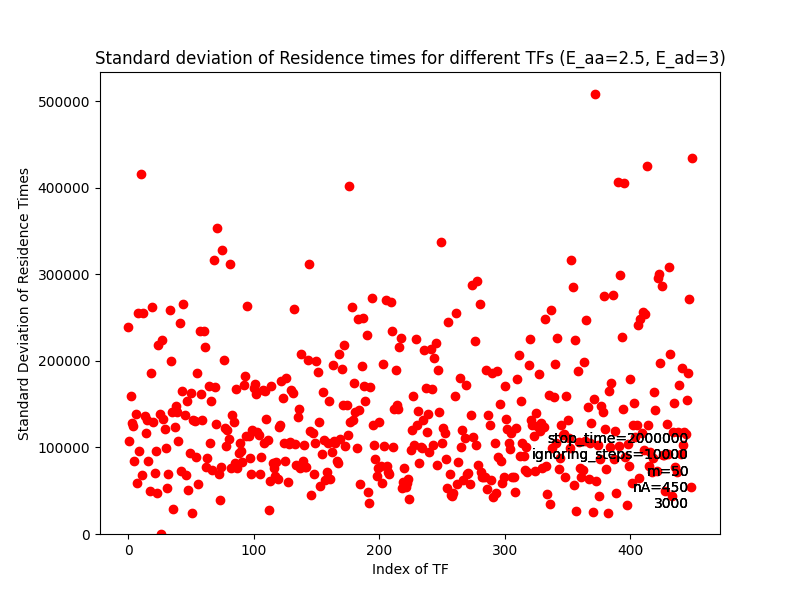 Standard deviation of Residence times for different TFs (E_aa=2.5, E_ad=3)
Standard Deviation of Residence Times
500000
400000
300000
200000
100000
0
stop_time=2000000
ignoring_steps=10000
m=50
nA=450
3000
0 100 200 300 400
Index of TF